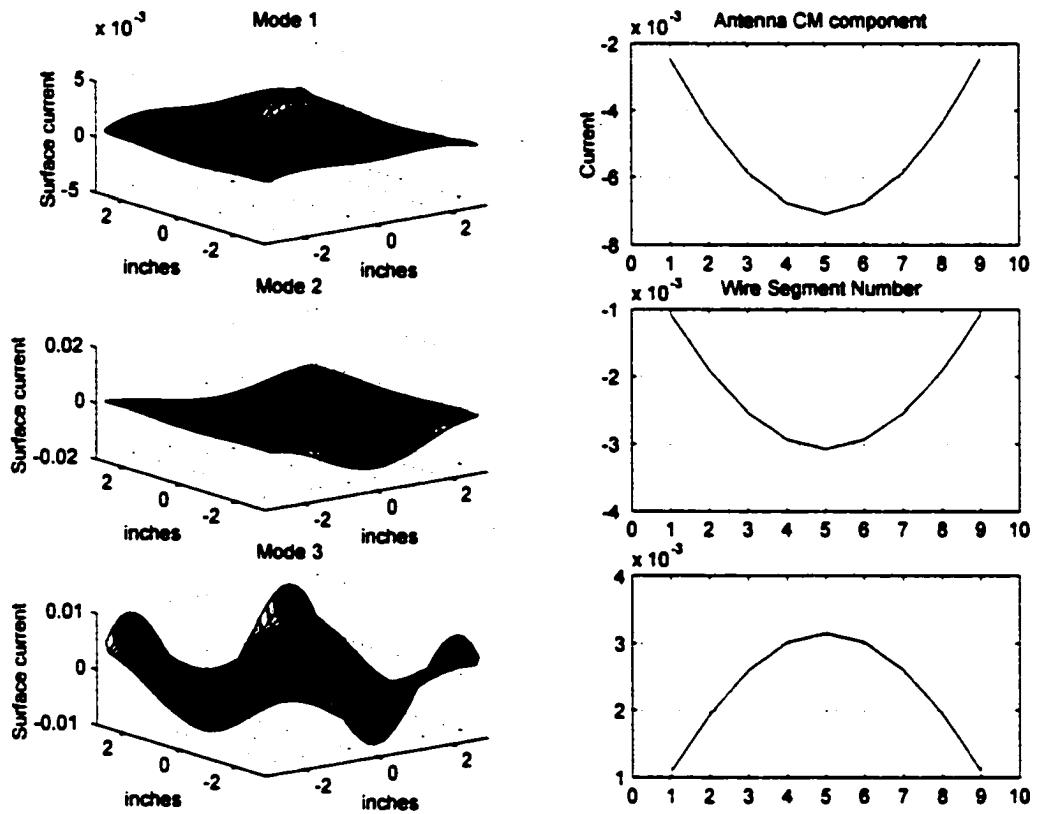 Mode 1
x 10^-3
Surface current
5
0
-5
2
0
-2
inches
-2
0
2
inches
Antenna CM component
x 10^-3
Current
-2
-4
-6
-8
0 1 2 3 4 5 6 7 8 9 10
Mode 2
Surface current
0.02
0
-0.02
2
0
-2
inches
-2
0
2
inches
Wire Segment Number
x 10^-3
-1
-2
-3
-4
0 1 2 3 4 5 6 7 8 9 10
Mode 3
Surface current
0.01
0
-0.01
2
0
-2
inches
-2
0
2
inches
x 10^-3
4
3
2
1
0 1 2 3 4 5 6 7 8 9 10